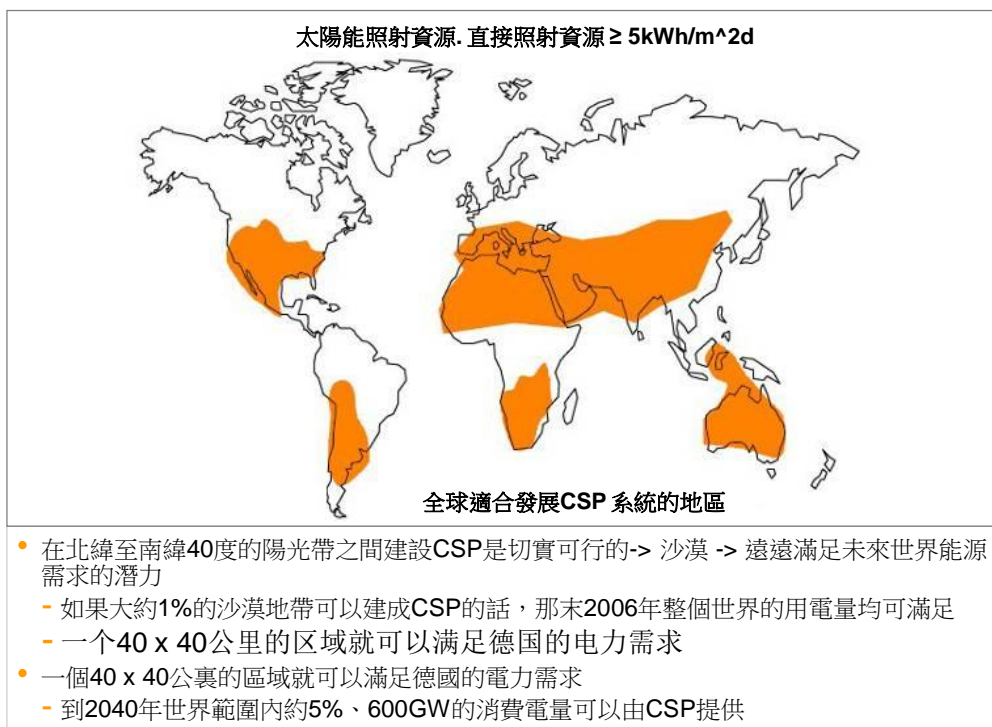 太陽能照射資源. 直接照射資源 ≥ 5kWh/m^2d
全球適合發展CSP 系統的地區
• 在北緯至南緯40度的陽光帶之間建設CSP是切實可行的-> 沙漠 -> 遠遠滿足未來世界能源
需求的潛力
- 如果大約1%的沙漠地帶可以建成CSP的話，那末2006年整個世界的用電量均可滿足
- 一个40 x 40公里的区域就可以满足德国的电力需求
• 一個40 x 40公裏的區域就可以滿足德國的電力需求
- 到2040年世界範圍內約5%、600GW的消費電量可以由CSP提供